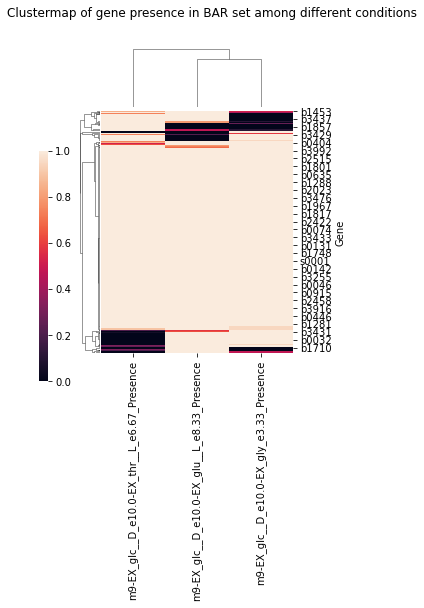 Clustermap of gene presence in BAR set among different conditions
1.0
0.8
0.6
0.4
0.2
0.0
b1453
b3437
b1857
b3429
b0404
b3992
b2515
b1801
b0635
b1288
b2023
b3476
b1967
b1817
b2422
b0074
b3433
b0131
b1748
s0001
b0142
b3255
b0046
b0915
b2458
b3916
b0446
b1281
b3431
b0032
b1710
Gene
m9-EX_glc__D_e10.0-EX_thr__L_e6.67_Presence
m9-EX_glc__D_e10.0-EX_glu__L_e8.33_Presence
m9-EX_glc__D_e10.0-EX_gly_e3.33_Presence